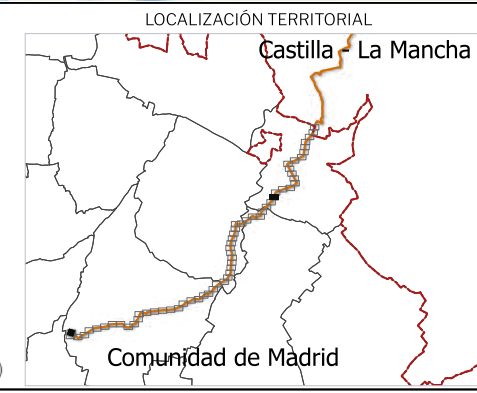 LOCALIZACIÓN TERRITORIAL
Castilla - La Mancha
Comunidad de Madrid